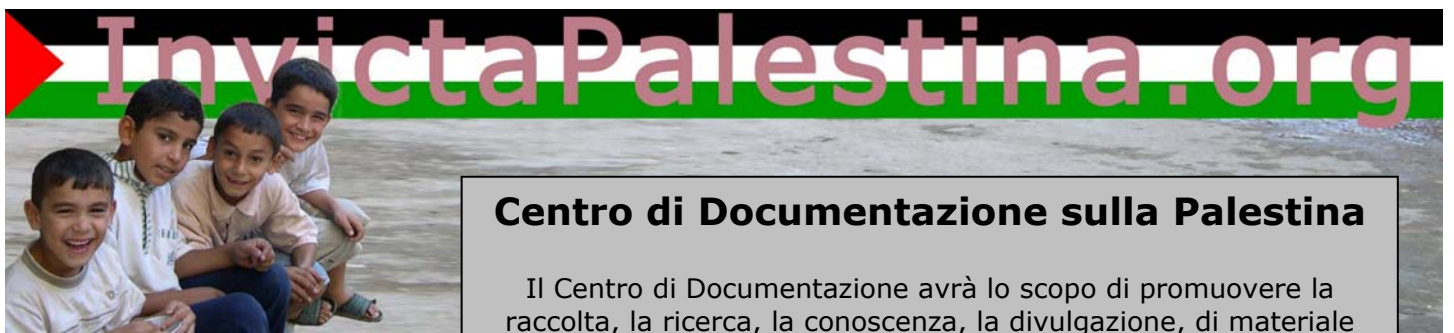 InvictaPalestina.org
Centro di Documentazione sulla Palestina
Il Centro di Documentazione avrà lo scopo di promuovere la
raccolta, la ricerca, la conoscenza, la divulgazione, di materiale